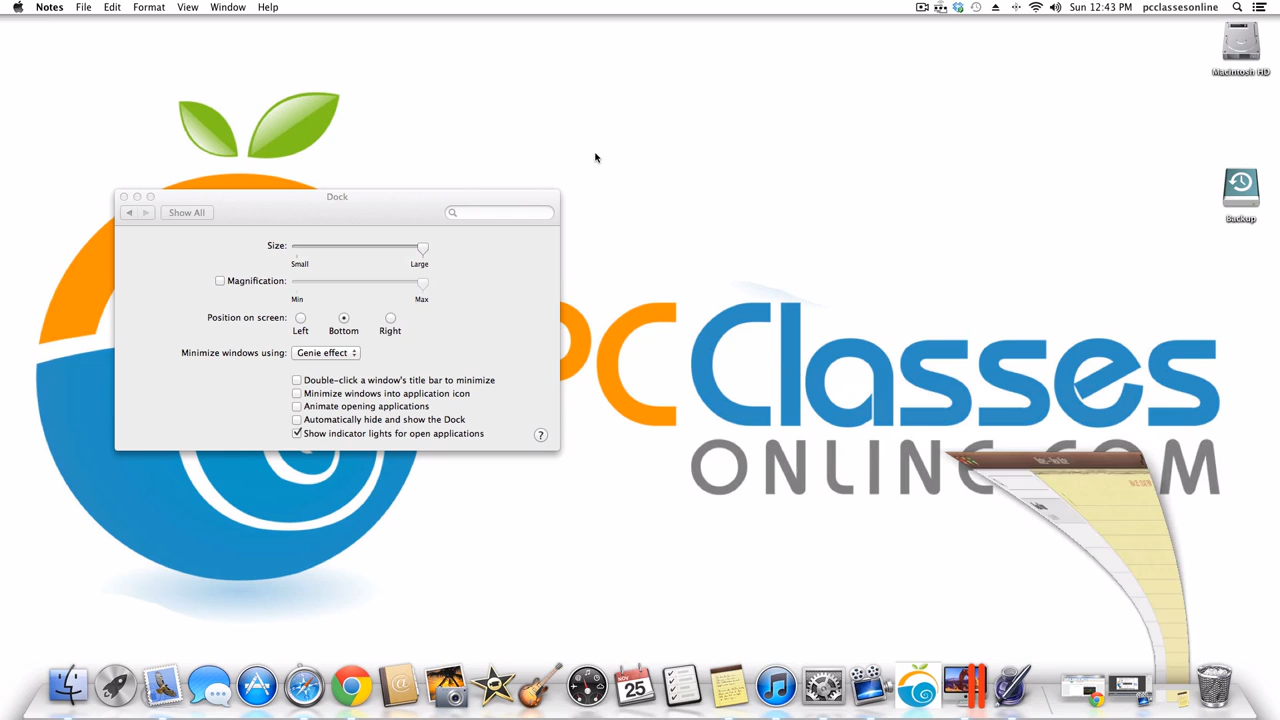 Notes File Edit Format View Window Help Sun 12:43 PM pcclassesonline
Macintosh HD
Backup
Dock
Show All
Size:
Small Large
Magnification:
Min Max
Position on screen:
Left Bottom Right
Minimize windows using: Genie effect
Double-click a window's title bar to minimize
Minimize windows into application icon
Animate opening applications
Automatically hide and show the Dock
Show indicator lights for open applications
?
PC Classes
ONLINE.COM
NOV
25